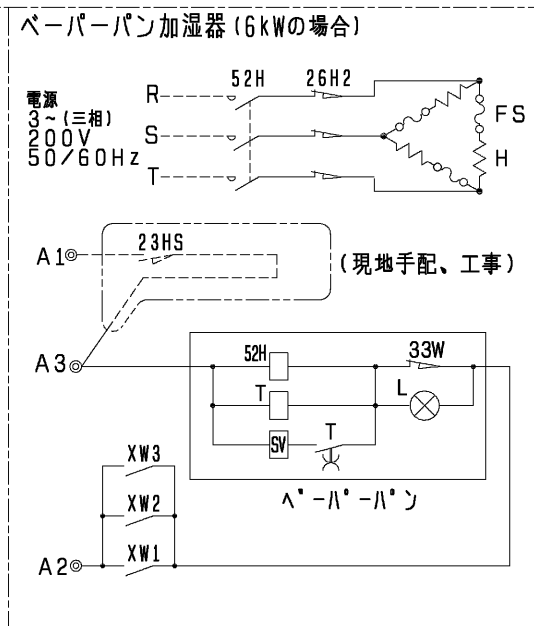 ベーパーパン加湿器(6kWの場合)
52H 26H2
電源
3~(三相)
200V
50/60Hz
R
S
T
FS
H
23HS
A1
(現地手配、工事)
A3
52H
33W
T
L
SV
T
ベーパーパン
XW3
XW2
XW1
A2